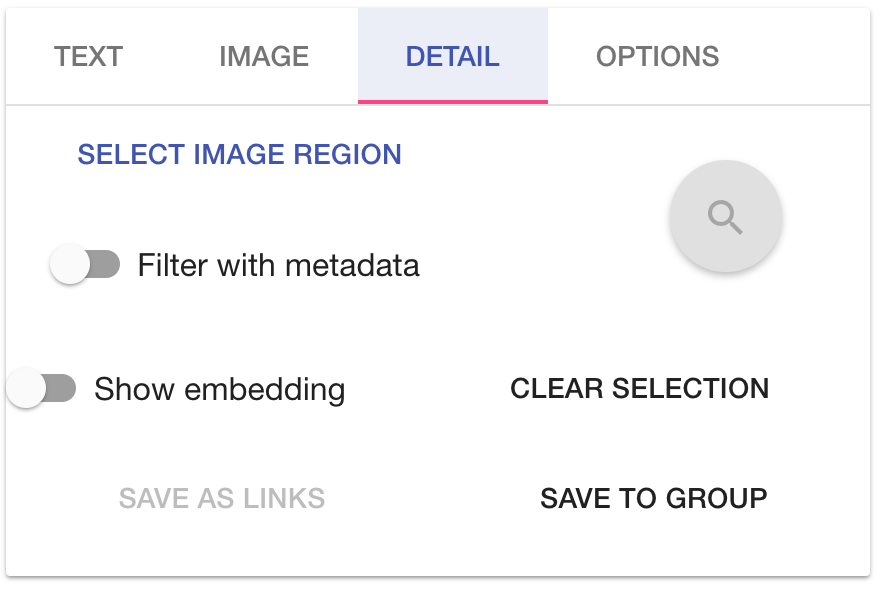 TEXT IMAGE DETAIL OPTIONS
SELECT IMAGE REGION
Filter with metadata
Show embedding CLEAR SELECTION
SAVE AS LINKS SAVE TO GROUP